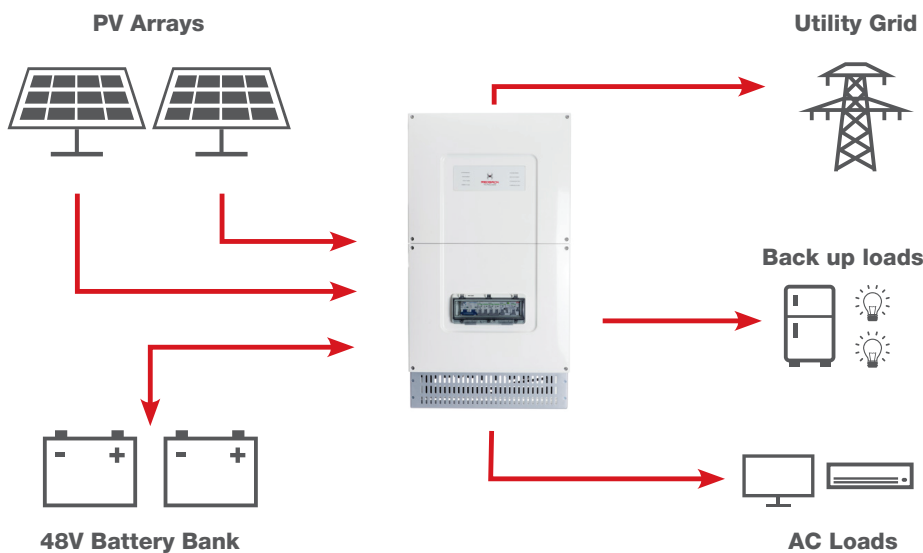 PV Arrays
Utility Grid
Back up loads
48V Battery Bank
AC Loads